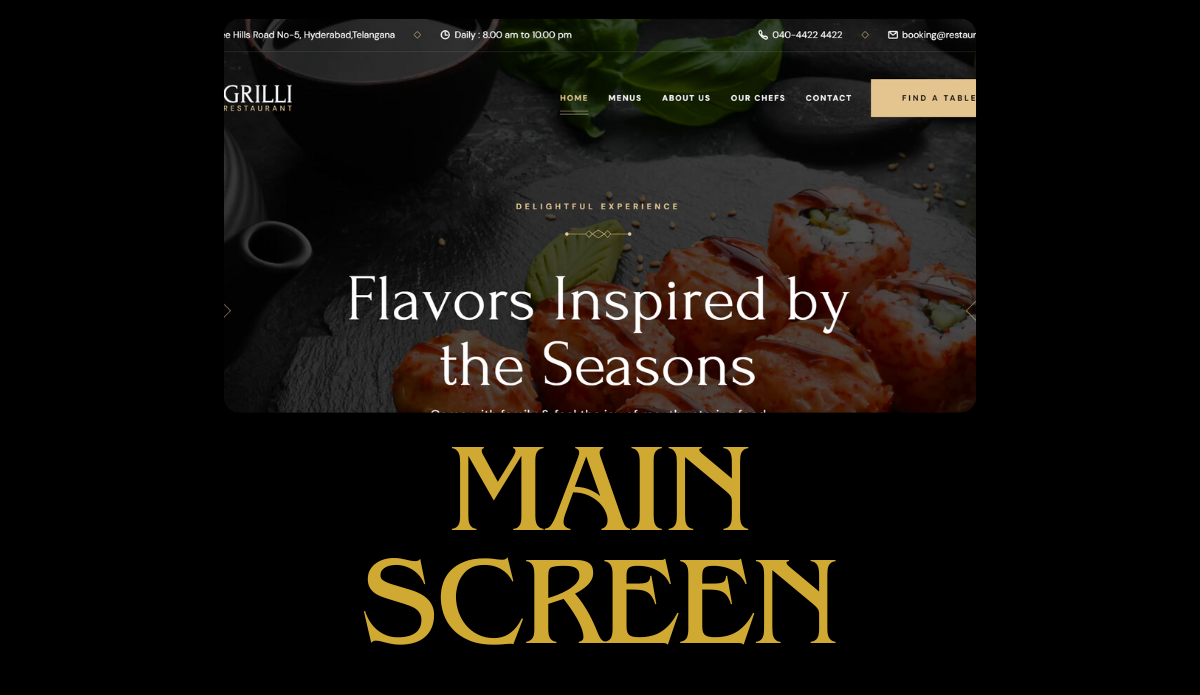 Hills Road No-5, Hyderabad,Telangana
Daily : 8.00 am to 10.00 pm
040-4422 4422
booking@restaur
GRILLI
RESTAURANT
HOME
MENUS
ABOUT US
OUR CHEFS
CONTACT
FIND A TABLE
DELIGHTFUL EXPERIENCE
Flavors Inspired by
the Seasons
MAIN
SCREEN